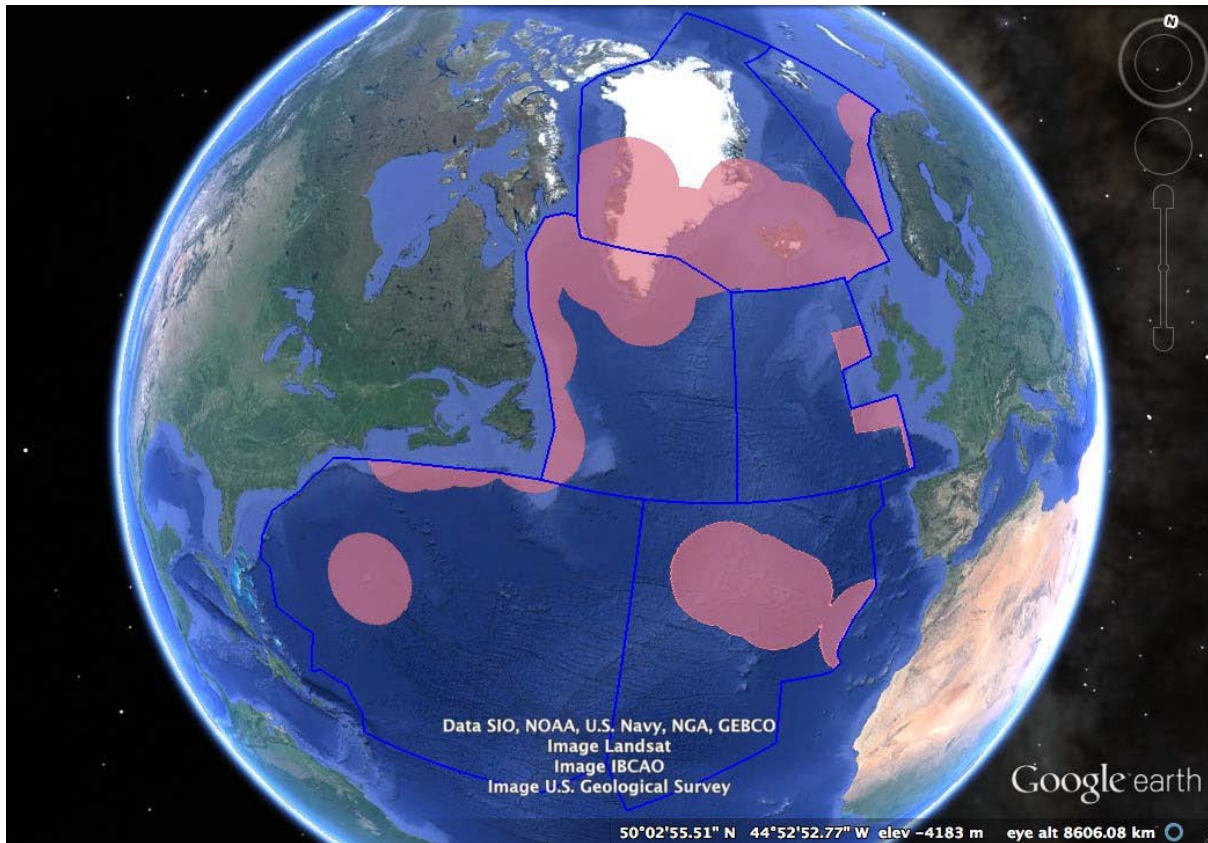 N
Data SIO, NOAA, U.S. Navy, NGA, GEBCO
Image Landsat
Image IBCAO
Image U.S. Geological Survey
Google earth
50°02'55.51" N 44°52'52.77" W elev -4183 m eye alt 8606.08 km